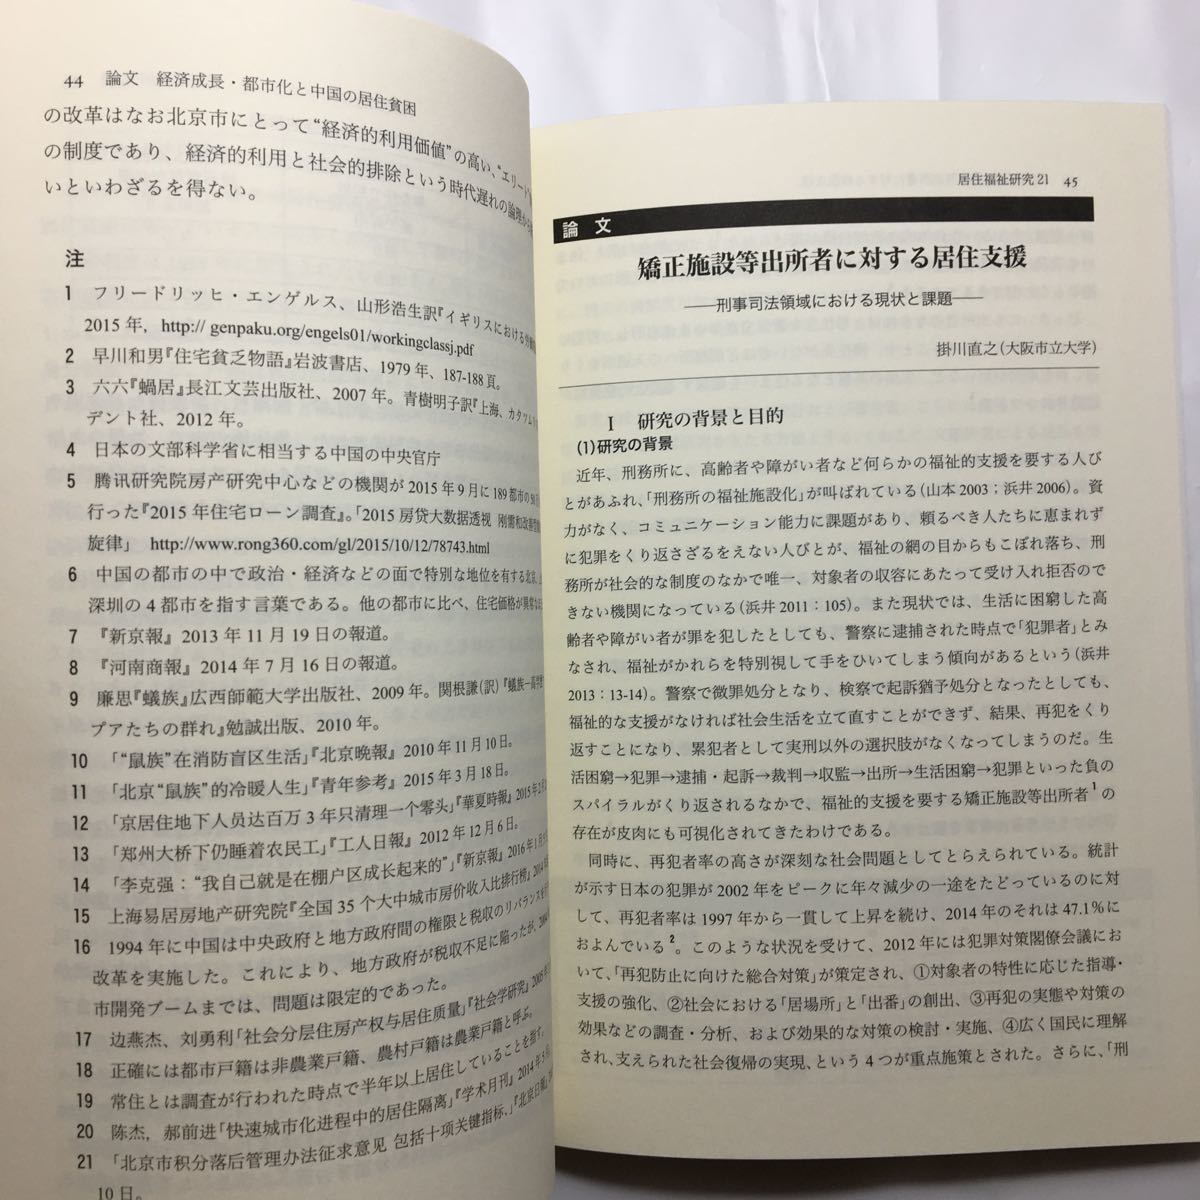 44　論文　経済成長・都市化と中国の居住貧困
の改革はなお北京市にとって“経済的利用価値”の高い、“エリート
の制度であり、経済的利用と社会的排除という時代遅れの論理から
いといわざるを得ない。
注
1　フリードリッヒ・エンゲルス、山形浩生訳『イギリスにおける労働
2015年, http:// genpaku.org/engels01/workingclassj.pdf
2　早川和男『住宅貧乏物語』岩波書店、1979年、187-188頁。
3　六六『蝸居』長江文芸出版社、2007年。青樹明子訳『上海、カタツム
デント社、2012年。
4　日本の文部科学省に相当する中国の中央官庁
5　腾讯研究院房产研究中心などの機関が2015年9月に189都市の
行った『2015年住宅ローン調査』。「2015房贷大数据透视 刚需和改善
旋律」　http://www.rong360.com/gl/2015/10/12/78743.html
6　中国の都市の中で政治・経済などの面で特別な地位を有する北京、上
深圳の4都市を指す言葉である。他の都市に比べ、住宅価格が異常
7　『新京報』2013年11月19日の報道。
8　『河南商報』2014年7月16日の報道。
9　廉思『蟻族』広西師範大学出版社、2009年。関根謙(訳)『蟻族－高学歴
プアたちの群れ』勉誠出版、2010年。
10　「“鼠族”在消防盲区生活」『北京晩報』2010年11月10日。
11　「北京“鼠族”的冷暖人生」『青年参考』2015年3月18日。
12　「京居住地下人员达百万 3年只清理一个零头」『華夏時報』2015年2月
13　「郑州大桥下仍睡着农民工」『工人日報』2012年12月6日。
14　「李克强：“我自己就是在棚户区成长起来的”」『新京報』2016年1月
15　上海易居房地产研究院『全国35个大中城市房价收入比排行榜』2014
16　1994年に中国は中央政府と地方政府間の権限と税収のリバランスを
改革を実施した。これにより、地方政府が税収不足に陥ったが、
市開発ブームまでは、問題は限定的であった。
17　边燕杰、刘勇利「社会分层住房产权与居住质量」『社会学研究』2005
18　正確には都市戸籍は非農業戸籍、農村戸籍は農業戸籍と呼ぶ。
19　常住とは調査が行われた時点で半年以上居住していることを指す。
20　陈杰, 郝前进「快速城市化进程中的居住隔离」『学术月刊』2014年5月
21　「北京市积分落后管理办法征求意见 包括十项关键指标、」『北京日報』
10日。
居住福祉研究21　45
論　文
矯正施設等出所者に対する居住支援
──刑事司法領域における現状と課題──
掛川直之(大阪市立大学)
Ⅰ　研究の背景と目的
(1)研究の背景
近年、刑務所に、高齢者や障がい者など何らかの福祉的支援を要する人び
とがあふれ、「刑務所の福祉施設化」が叫ばれている(山本2003；浜井2006)。資
力がなく、コミュニケーション能力に課題があり、頼るべき人たちに恵まれず
に犯罪をくり返さざるをえない人びとが、福祉の網の目からもこぼれ落ち、刑
務所が社会的な制度のなかで唯一、対象者の収容にあたって受け入れ拒否ので
きない機関になっている(浜井2011：105)。また現状では、生活に困窮した高
齢者や障がい者が罪を犯したとしても、警察に逮捕された時点で「犯罪者」とみ
なされ、福祉がかれらを特別視して手をひいてしまう傾向があるという(浜井
2013：13-14)。警察で微罪処分となり、検察で起訴猶予処分となったとしても、
福祉的な支援がなければ社会生活を立て直すことができず、結果、再犯をくり
返すことになり、累犯者として実刑以外の選択肢がなくなってしまうのだ。生
活困窮→犯罪→逮捕・起訴→裁判→収監→出所→生活困窮→犯罪といった負の
スパイラルがくり返されるなかで、福祉的支援を要する矯正施設等出所者1の
存在が皮肉にも可視化されてきたわけである。
同時に、再犯者率の高さが深刻な社会問題としてとらえられている。統計
が示す日本の犯罪が2002年をピークに年々減少の一途をたどっているのに対
して、再犯者率は1997年から一貫して上昇を続け、2014年のそれは47.1%に
およんでいる2。このような状況を受けて、2012年には犯罪対策閣僚会議にお
いて、「再犯防止に向けた総合対策」が策定され、①対象者の特性に応じた指導・
支援の強化、②社会における「居場所」と「出番」の創出、③再犯の実態や対策の
効果などの調査・分析、および効果的な対策の検討・実施、④広く国民に理解
され、支えられた社会復帰の実現、という4つが重点施策とされた。さらに、「刑